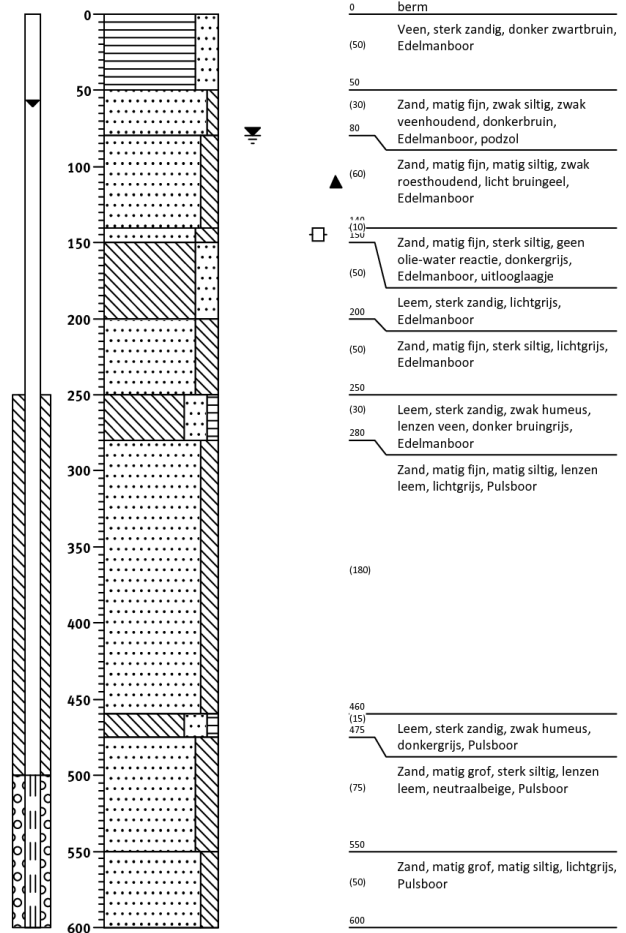 0
50
100
150
200
250
300
350
400
450
500
550
600
0 berm
Veen, sterk zandig, donker zwartbruin,
(50) Edelmanboor
50
(30) Zand, matig fijn, zwak siltig, zwak
veenhoudend, donkerbruin,
80 Edelmanboor, podzol
Zand, matig fijn, matig siltig, zwak
(60) roesthoudend, licht bruingeel,
Edelmanboor
140
(10)
150 Zand, matig fijn, sterk siltig, geen
olie-water reactie, donkergrijs,
(50) Edelmanboor, uitlooglaagje
Leem, sterk zandig, lichtgrijs,
200 Edelmanboor
(50) Zand, matig fijn, sterk siltig, lichtgrijs,
Edelmanboor
250
(30) Leem, sterk zandig, zwak humeus,
lenzen veen, donker bruingrijs,
280 Edelmanboor
Zand, matig fijn, matig siltig, lenzen
leem, lichtgrijs, Pulsboor
(180)
460
(15)
475 Leem, sterk zandig, zwak humeus,
donkergrijs, Pulsboor
Zand, matig grof, sterk siltig, lenzen
(75) leem, neutraalbeige, Pulsboor
550
Zand, matig grof, matig siltig, lichtgrijs,
(50) Pulsboor
600